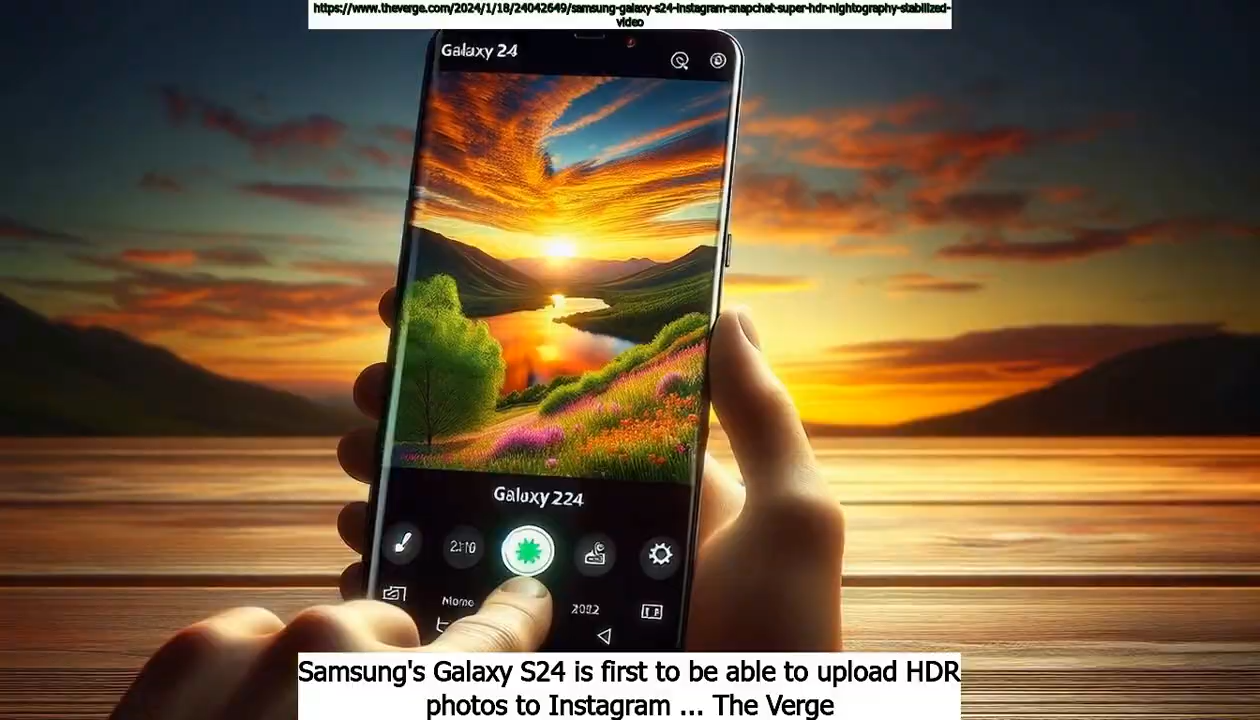 https://www.theverge.com/2024/1/18/24042649/samsung-galaxy-s24-instagram-snapchat-super-hdr-nightography-stabilized-
video
Galaxy 24
Galaxy 224
2:10
Mome
2002
Samsung's Galaxy S24 is first to be able to upload HDR
photos to Instagram ... The Verge